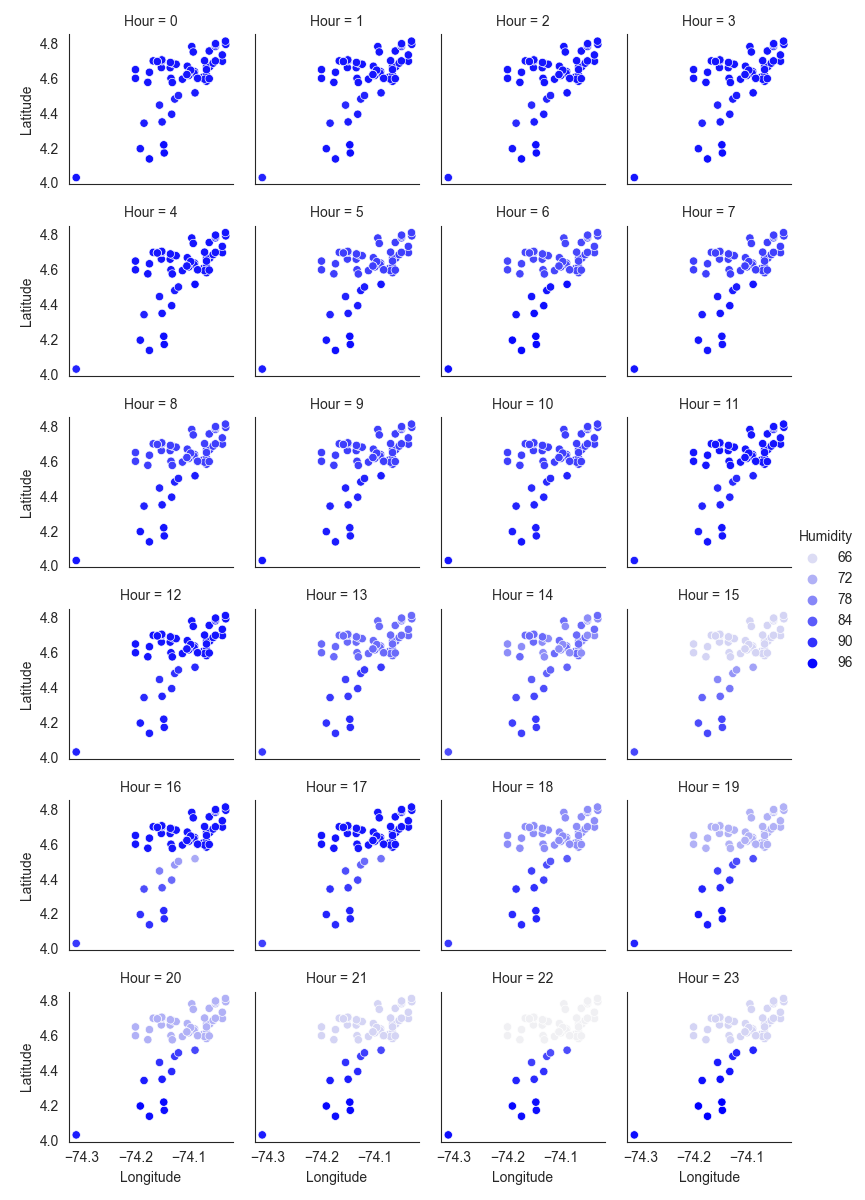 Hour = 0
Hour = 1
Hour = 2
Hour = 3
4.8
4.6
4.4
4.2
4.0
Latitude
Hour = 4
Hour = 5
Hour = 6
Hour = 7
4.8
4.6
4.4
4.2
4.0
Latitude
Hour = 8
Hour = 9
Hour = 10
Hour = 11
4.8
4.6
4.4
4.2
4.0
Latitude
Humidity
66
72
78
84
90
96
Hour = 12
Hour = 13
Hour = 14
Hour = 15
4.8
4.6
4.4
4.2
4.0
Latitude
Hour = 16
Hour = 17
Hour = 18
Hour = 19
4.8
4.6
4.4
4.2
4.0
Latitude
Hour = 20
Hour = 21
Hour = 22
Hour = 23
4.8
4.6
4.4
4.2
4.0
Latitude
−74.3 −74.2 −74.1
−74.3 −74.2 −74.1
−74.3 −74.2 −74.1
−74.3 −74.2 −74.1
Longitude
Longitude
Longitude
Longitude